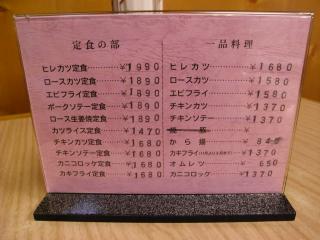 定食の部
ヒレカツ定食 ¥1990
ロースカツ定食 ¥1890
エビフライ定食 ¥1890
ポークソテー定食 ¥1890
ロース生姜焼定食 ¥1890
カツライス定食 ¥1470
チキンカツ定食 ¥1680
チキンソテー定食 ¥1680
カニコロッケ定食 ¥1680
カキフライ定食 ¥1680
一品料理
ヒレカツ ¥1680
ロースカツ ¥1580
エビフライ ¥1580
チキンカツ ¥1370
チキンソテー ¥1370
焼豚 ¥
から揚 ¥840
カキフライ ¥1370
オムレツ ¥650
カニコロッケ ¥1370